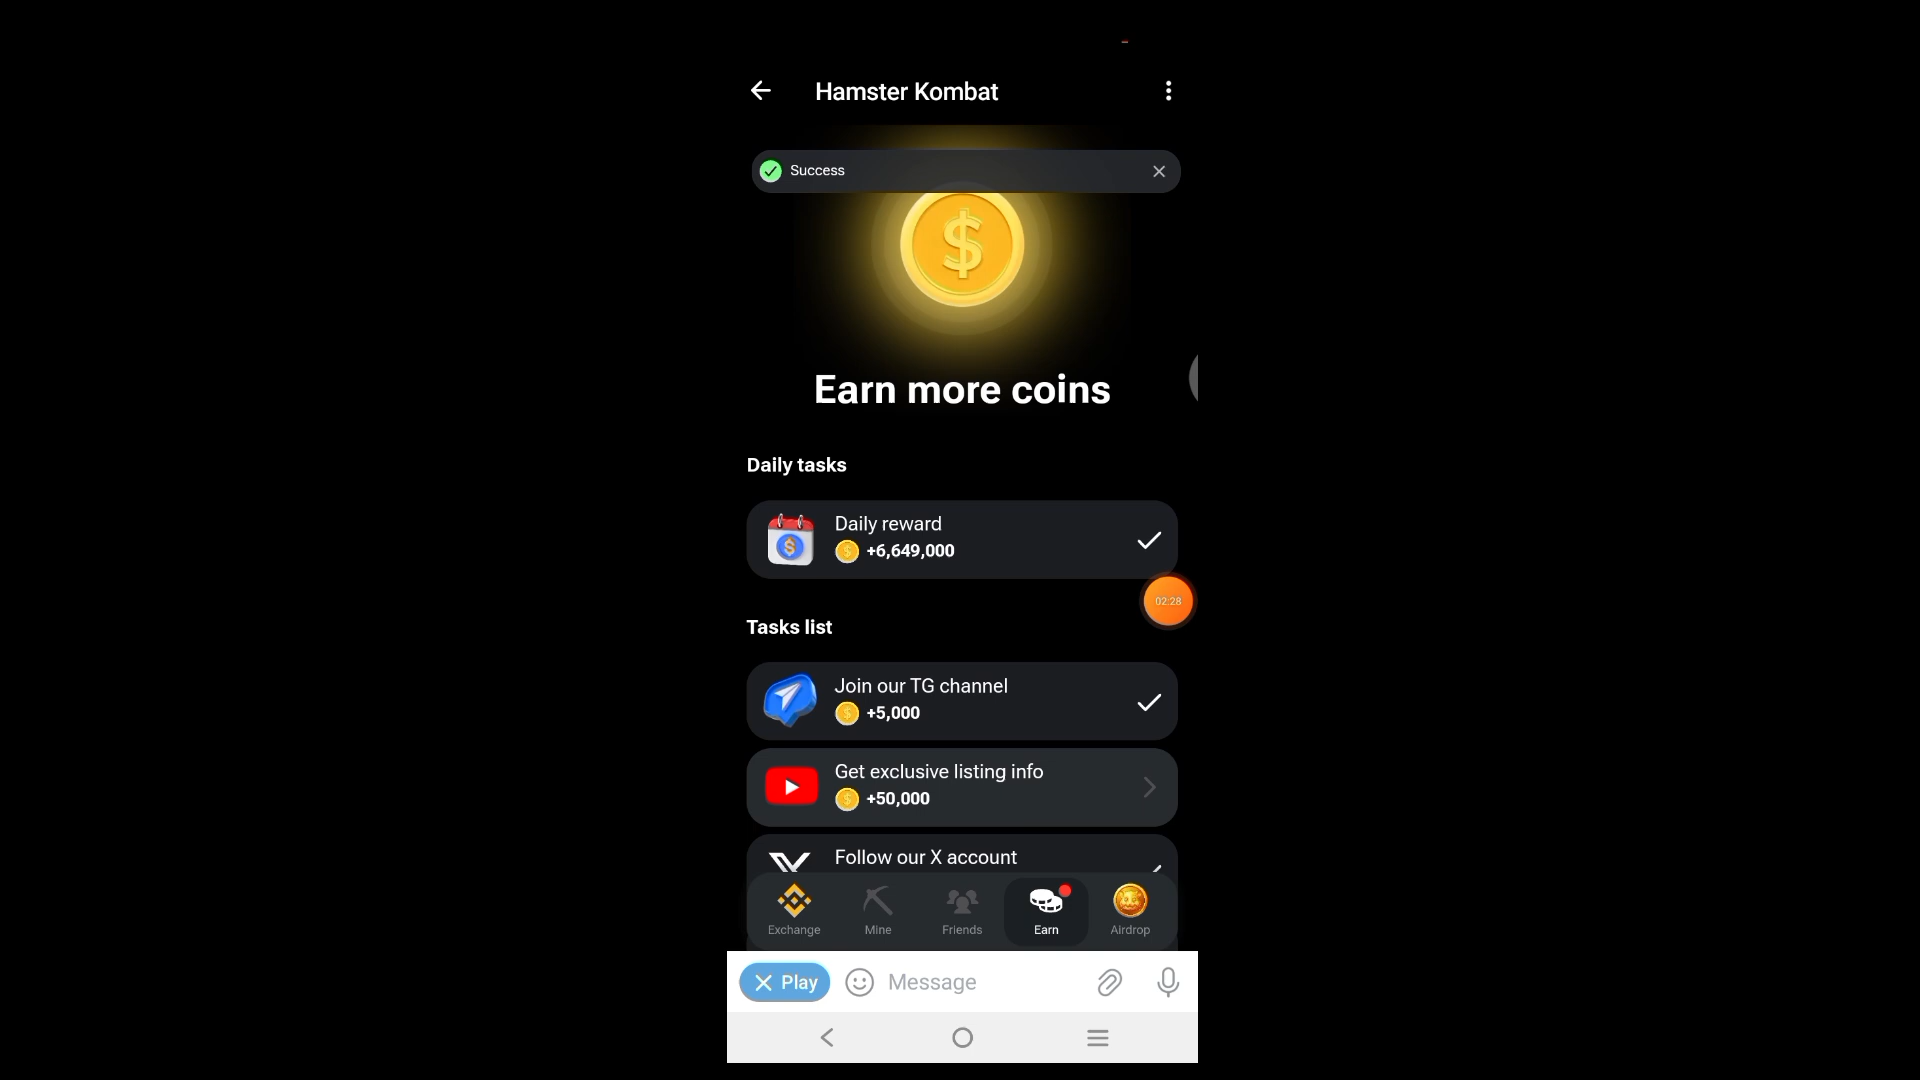 Hamster Kombat
Success
Earn more coins
Daily tasks
Daily reward
+6,649,000
02:28
Tasks list
Join our TG channel
+5,000
Get exclusive listing info
+50,000
Follow our X account
Exchange
Mine
Friends
Earn
Airdrop
Play
Message